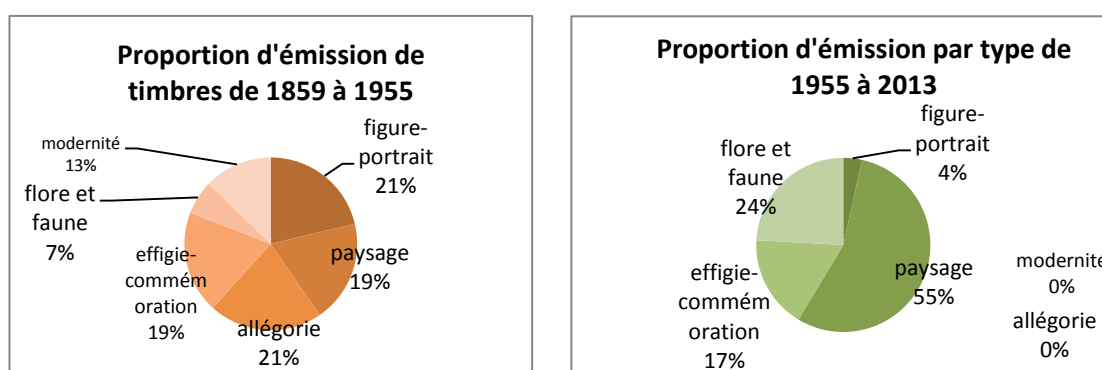 Proportion d'émission de
timbres de 1859 à 1955
modernité
13%
figure-
portrait
21%
flore et
faune
7%
effigie-
commém
oration
19%
paysage
19%
allégorie
21%
Proportion d'émission par type de
1955 à 2013
figure-
portrait
4%
flore et
faune
24%
effigie-
commém
oration
17%
paysage
55%
modernité
0%
allégorie
0%